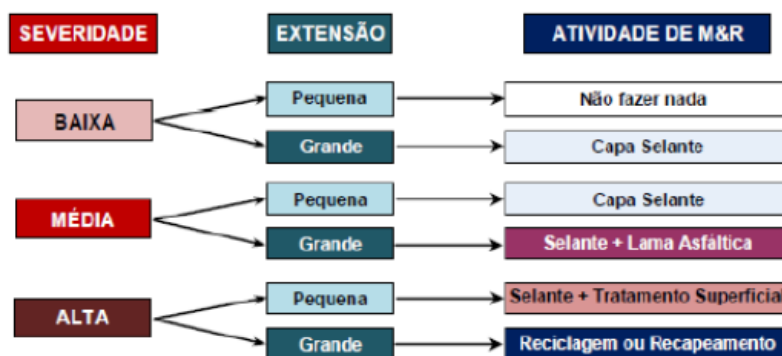 SEVERIDADE EXTENSÃO ATIVIDADE DE M&R
BAIXA
Pequena Não fazer nada
Grande Capa Selante
MÉDIA
Pequena Capa Selante
Grande Selante + Lama Asfáltica
ALTA
Pequena Selante + Tratamento Superficial
Grande Reciclagem ou Recapeamento